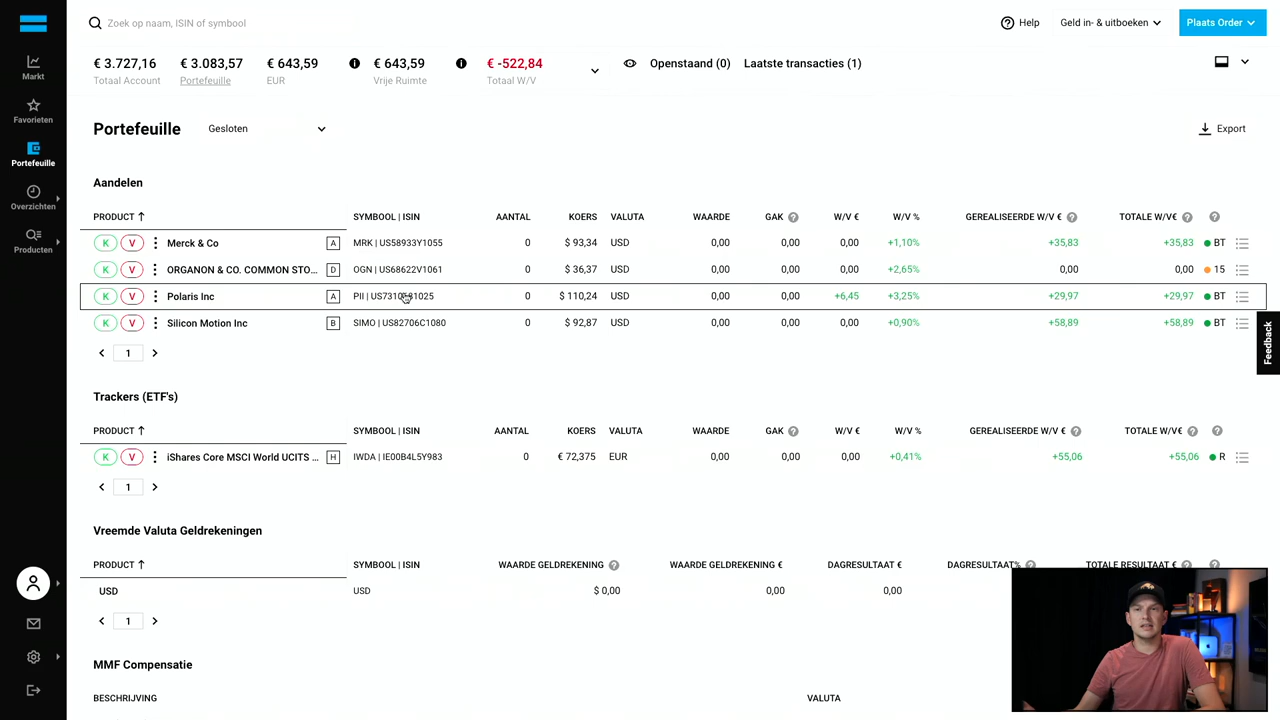 Zoek op naam, ISIN of symbool
Help
Geld in- & uitboeken
Plaats Order
€ 3.727,16 € 3.083,57 € 643,59 € 643,59 € -522,84
Totaal Account Portefeuille EUR Vrije Ruimte Totaal W/V
Openstaand (0) Laatste transacties (1)
Markt
Favorieten
Portefeuille
Overzichten
Producten
Portefeuille Gesloten Export
Aandelen
PRODUCT SYMBOOL | ISIN AANTAL KOERS VALUTA WAARDE GAK W/V € W/V % GEREALISEERDE W/V € TOTALE W/V€
K V Merck & Co A MRK | US58933Y1055 0 $ 93,34 USD 0,00 0,00 0,00 +1,10% +35,83 +35,83 BT
K V ORGANON & CO. COMMON STO... D OGN | US68622V1061 0 $ 36,37 USD 0,00 0,00 0,00 +2,65% 0,00 0,00 15
K V Polaris Inc A PII | 0 $ 110,24 USD 0,00 0,00 +6,45 +3,25% +29,97 +29,97 BT
K V Silicon Motion Inc B SIMO | US82706C1080 0 $ 92,87 USD 0,00 0,00 0,00 +0,90% +58,89 +58,89 BT
1
Trackers (ETF's)
PRODUCT SYMBOOL | ISIN AANTAL KOERS VALUTA WAARDE GAK W/V € W/V % GEREALISEERDE W/V € TOTALE W/V€
K V iShares Core MSCI World UCITS ... H IWDA | IE00B4L5Y983 0 € 72,375 EUR 0,00 0,00 0,00 +0,41% +55,06 +55,06 R
1
Vreemde Valuta Geldrekeningen
PRODUCT SYMBOOL | ISIN WAARDE GELDREKENING WAARDE GELDREKENING € DAGRESULTAAT € DAGRESULTAAT% TOTALE RESULTAAT €
USD USD $ 0,00 0,00 0,00
1
MMF Compensatie
BESCHRIJVING VALUTA
Feedback